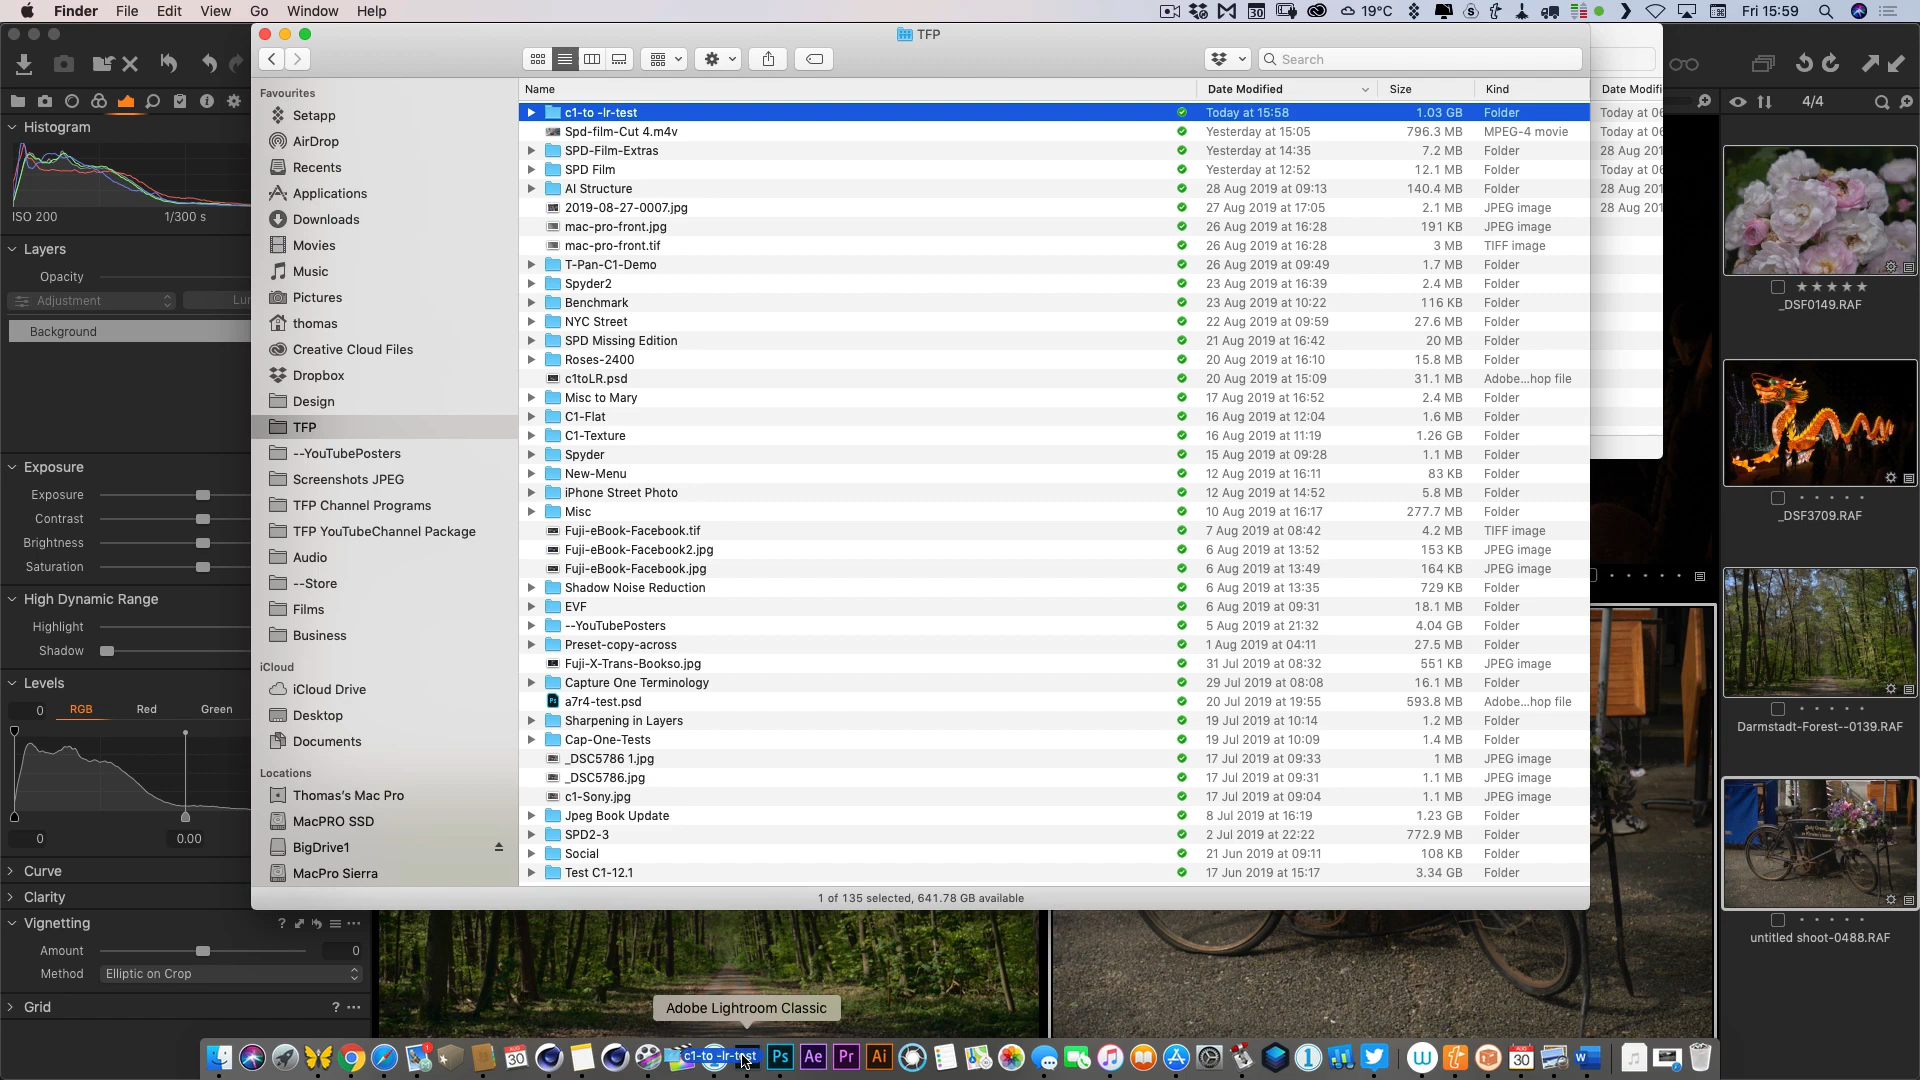 Finder File Edit View Go Window Help
30 19°C Fri 15:59
TFP
Search
4/4
Favourites
Setapp
AirDrop
Recents
Applications
Downloads
Movies
Music
Pictures
thomas
Creative Cloud Files
Dropbox
Design
TFP
--YouTubePosters
Screenshots JPEG
TFP Channel Programs
TFP YouTubeChannel Package
Audio
--Store
Films
Business
iCloud
iCloud Drive
Desktop
Documents
Locations
Thomas's Mac Pro
MacPRO SSD
BigDrive1
MacPro Sierra
Name Date Modified Size Kind
c1-to -lr-test Today at 15:58 1.03 GB Folder
Spd-film-Cut 4.m4v Yesterday at 15:05 796.3 MB MPEG-4 movie
SPD-Film-Extras Yesterday at 14:35 7.2 MB Folder
SPD Film Yesterday at 12:52 12.1 MB Folder
AI Structure 28 Aug 2019 at 09:13 140.4 MB Folder
2019-08-27-0007.jpg 27 Aug 2019 at 17:05 2.1 MB JPEG image
mac-pro-front.jpg 26 Aug 2019 at 16:28 191 KB JPEG image
mac-pro-front.tif 26 Aug 2019 at 16:28 3 MB TIFF image
T-Pan-C1-Demo 26 Aug 2019 at 09:49 1.7 MB Folder
Spyder2 23 Aug 2019 at 16:39 2.4 MB Folder
Benchmark 23 Aug 2019 at 10:22 116 KB Folder
NYC Street 22 Aug 2019 at 09:59 27.6 MB Folder
SPD Missing Edition 21 Aug 2019 at 16:42 20 MB Folder
Roses-2400 20 Aug 2019 at 16:10 15.8 MB Folder
c1toLR.psd 20 Aug 2019 at 15:09 31.1 MB Adobe...hop file
Misc to Mary 17 Aug 2019 at 16:52 2.4 MB Folder
C1-Flat 16 Aug 2019 at 12:04 1.6 MB Folder
C1-Texture 16 Aug 2019 at 11:19 1.26 GB Folder
Spyder 15 Aug 2019 at 09:28 1.1 MB Folder
New-Menu 12 Aug 2019 at 16:11 83 KB Folder
iPhone Street Photo 12 Aug 2019 at 14:52 5.8 MB Folder
Misc 10 Aug 2019 at 16:17 277.7 MB Folder
Fuji-eBook-Facebook.tif 7 Aug 2019 at 08:42 4.2 MB TIFF image
Fuji-eBook-Facebook2.jpg 6 Aug 2019 at 13:52 153 KB JPEG image
Fuji-eBook-Facebook.jpg 6 Aug 2019 at 13:49 164 KB JPEG image
Shadow Noise Reduction 6 Aug 2019 at 13:35 729 KB Folder
EVF 6 Aug 2019 at 09:31 18.1 MB Folder
--YouTubePosters 5 Aug 2019 at 21:32 4.04 GB Folder
Preset-copy-across 1 Aug 2019 at 04:11 27.5 MB Folder
Fuji-X-Trans-Bookso.jpg 31 Jul 2019 at 08:32 551 KB JPEG image
Capture One Terminology 29 Jul 2019 at 08:08 16.1 MB Folder
a7r4-test.psd 20 Jul 2019 at 19:55 593.8 MB Adobe...hop file
Sharpening in Layers 19 Jul 2019 at 10:14 1.2 MB Folder
Cap-One-Tests 19 Jul 2019 at 10:09 1.4 MB Folder
_DSC5786 1.jpg 17 Jul 2019 at 09:33 1 MB JPEG image
_DSC5786.jpg 17 Jul 2019 at 09:31 1.1 MB JPEG image
c1-Sony.jpg 17 Jul 2019 at 09:04 1.1 MB JPEG image
Jpeg Book Update 8 Jul 2019 at 16:19 1.23 GB Folder
SPD2-3 2 Jul 2019 at 22:22 772.9 MB Folder
Social 21 Jun 2019 at 09:11 108 KB Folder
Test C1-12.1 17 Jun 2019 at 15:17 3.34 GB Folder
1 of 135 selected, 641.78 GB available
Date Modifi
Today at 06
Today at 06
28 Aug 201
Today at 06
28 Aug 201
28 Aug 201
Histogram
ISO 200 1/300 s
Layers
Opacity
Adjustment Lu
Background
Exposure
Exposure
Contrast
Brightness
Saturation
High Dynamic Range
Highlight
Shadow
Levels
0 RGB Red Green
0 0.00
Curve
Clarity
Vignetting ?
Amount 0
Method Elliptic on Crop
Grid ?
_DSF0149.RAF
_DSF3709.RAF
Darmstadt-Forest--0139.RAF
untitled shoot-0488.RAF
Adobe Lightroom Classic
c1-to -lr-test
30 Ps Ae Pr Ai 30